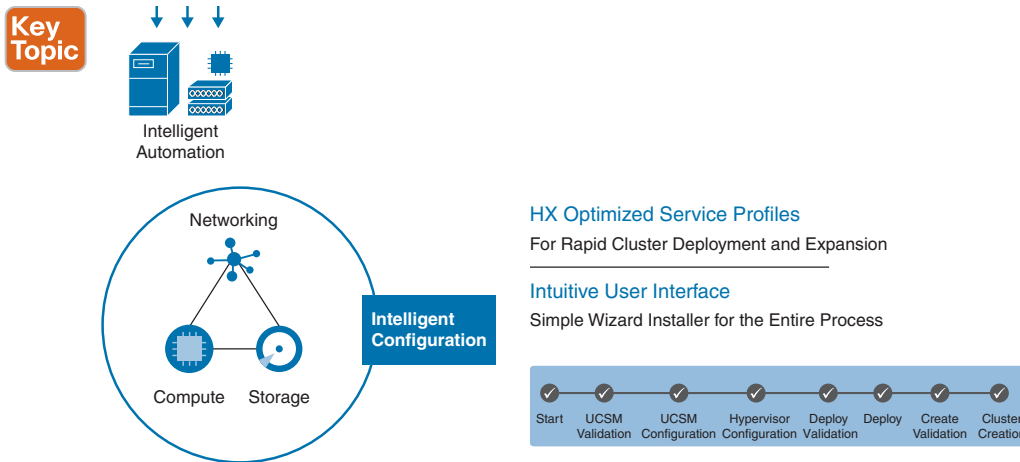 Key
Topic
Intelligent
Automation
Networking
Compute
Storage
Intelligent
Configuration
HX Optimized Service Profiles
For Rapid Cluster Deployment and Expansion
Intuitive User Interface
Simple Wizard Installer for the Entire Process
Start
UCSM
Validation
UCSM
Configuration
Hypervisor
Configuration
Deploy
Validation
Deploy
Create
Validation
Cluster
Creation